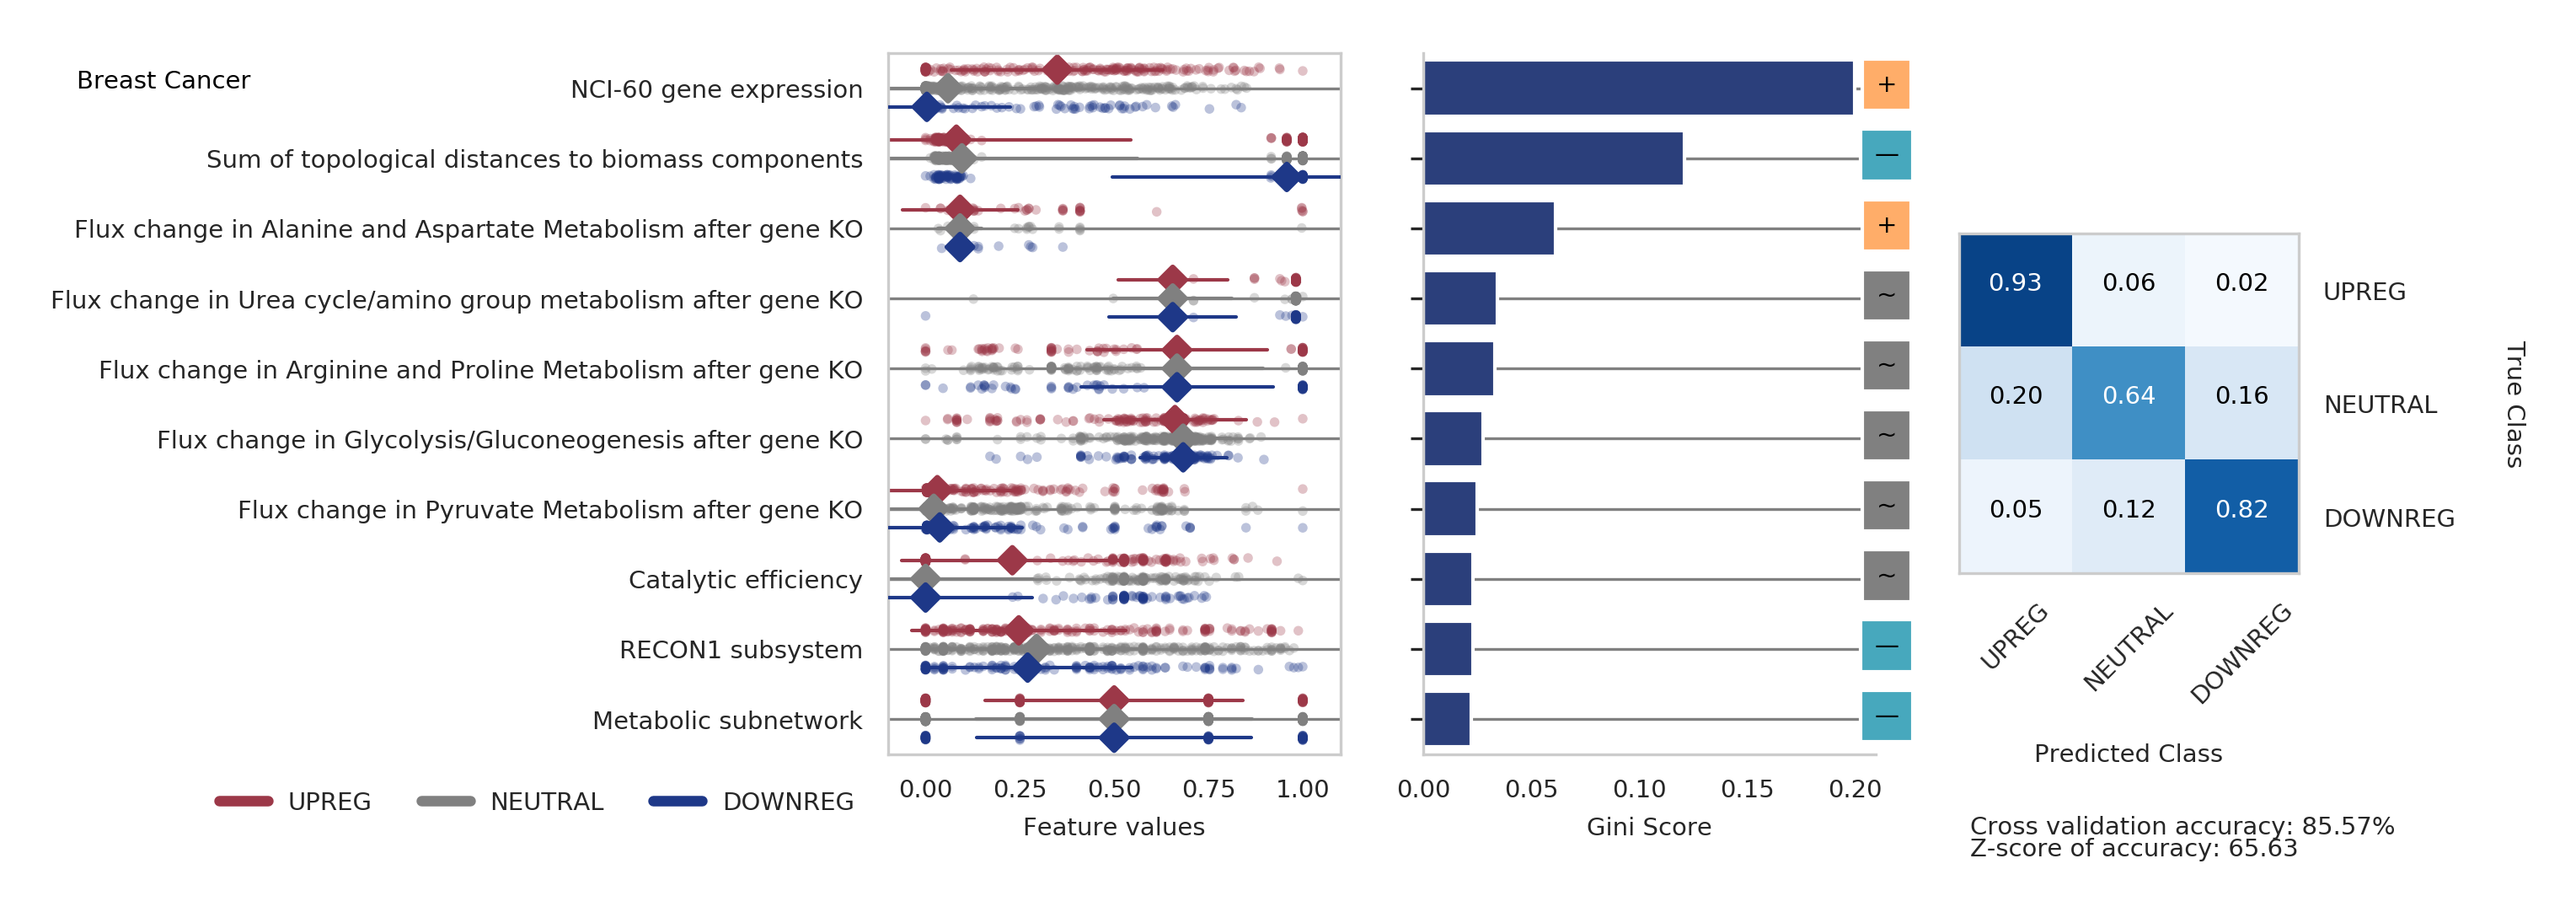 Breast Cancer
NCI-60 gene expression
Sum of topological distances to biomass components
Flux change in Alanine and Aspartate Metabolism after gene KO
Flux change in Urea cycle/amino group metabolism after gene KO
Flux change in Arginine and Proline Metabolism after gene KO
Flux change in Glycolysis/Gluconeogenesis after gene KO
Flux change in Pyruvate Metabolism after gene KO
Catalytic efficiency
RECON1 subsystem
Metabolic subnetwork
UPREG NEUTRAL DOWNREG
0.00 0.25 0.50 0.75 1.00
Feature values
+
—
+
~
~
~
~
~
—
—
0.00 0.05 0.10 0.15 0.20
Gini Score
0.93 0.06 0.02 UPREG
0.20 0.64 0.16 NEUTRAL
0.05 0.12 0.82 DOWNREG
True Class
UPREG NEUTRAL DOWNREG
Predicted Class
Cross validation accuracy: 85.57%
Z-score of accuracy: 65.63